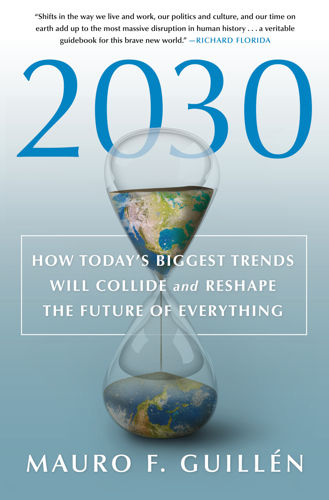 “Shifts in the way we live and work, our politics and culture, and our time on
earth add up to the most massive disruption in human history . . . a veritable
guidebook for this brave new world.” —RICHARD FLORIDA
2030
HOW TODAY’S BIGGEST TRENDS
WILL COLLIDE and RESHAPE
THE FUTURE OF EVERYTHING
MAURO F. GUILLÉN